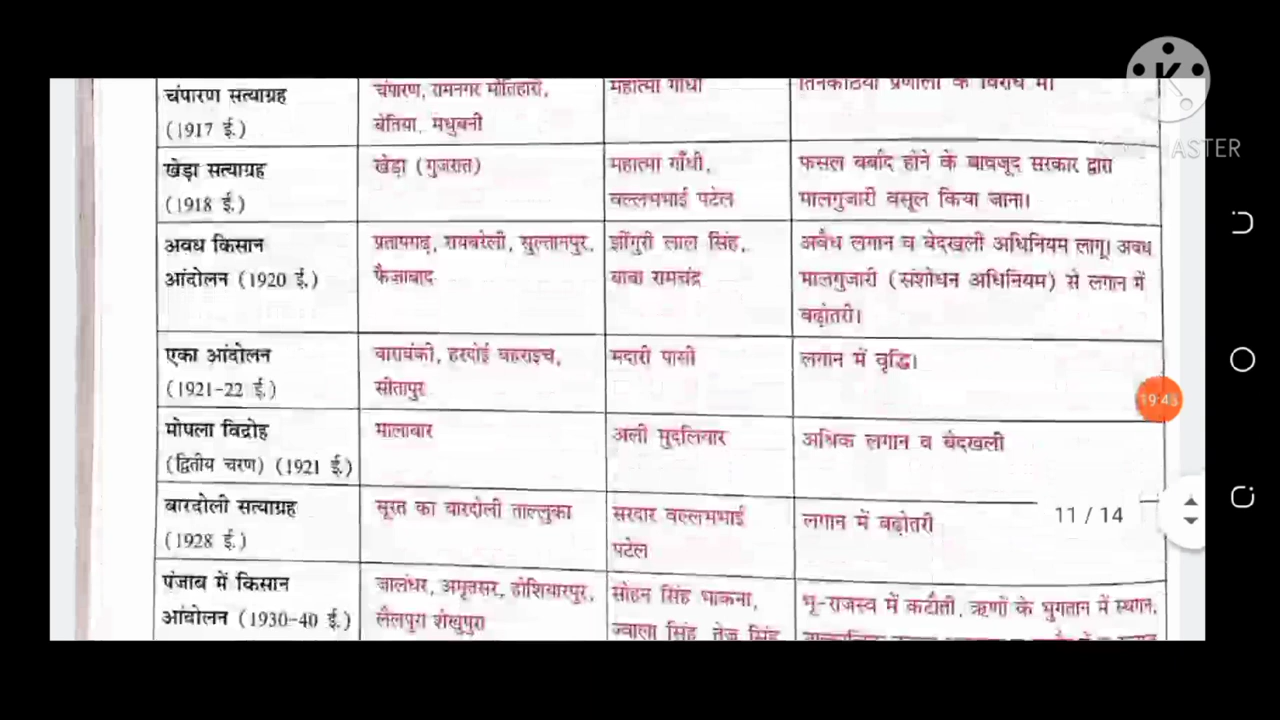 चंपारण सत्याग्रह
(1917 ई.)
चंपारण, रामनगर मोतिहारी,
बेतिया, मधुबनी
महात्मा गांधी
तिनकठिया प्रणाली के विरोध में।
खेड़ा सत्याग्रह
(1918 ई.)
खेड़ा (गुजरात)
महात्मा गाँधी,
वल्लभभाई पटेल
फसल बर्बाद होने के बावजूद सरकार द्वारा
मालगुजारी वसूल किया जाना।
अवध किसान
आंदोलन (1920 ई.)
प्रतापगढ़, रायबरेली, सुल्तानपुर,
फैजाबाद
झींगुरी लाल सिंह,
बाबा रामचंद्र
अवैध लगान व बेदखली अधिनियम लागू। अवध
मालगुजारी (संशोधन अधिनियम) से लगान में
बढ़ोतरी।
एका आंदोलन
(1921-22 ई.)
बाराबंकी, हरदोई बहराइच,
सीतापुर
मदारी पासी
लगान में वृद्धि।
मोपला विद्रोह
(द्वितीय चरण) (1921 ई.)
मालाबार
अली मुदलियार
अधिक लगान व बेदखली
बारदोली सत्याग्रह
(1928 ई.)
सूरत का बारदोली ताल्लुका
सरदार वल्लभभाई
पटेल
लगान में बढ़ोतरी
पंजाब में किसान
आंदोलन (1930-40 ई.)
जालंधर, अमृतसर, होशियारपुर,
लैलपुरा शेखुपुरा
सोहन सिंह भाकना,
ज्वाला सिंह, तेज सिंह
भू-राजस्व में कटौती, ऋणों के भुगतान में स्थगन,
K
MASTER
19:43
11 / 14